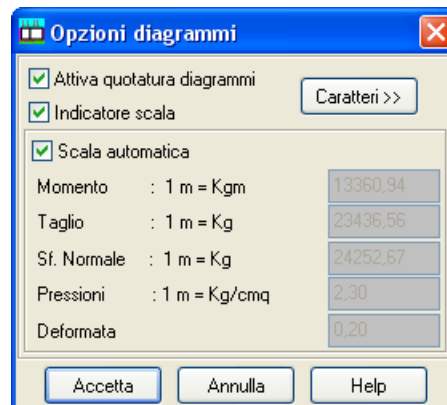 Opzioni diagrammi
Attiva quotatura diagrammi
Caratteri >>
Indicatore scala
Scala automatica
Momento : 1 m = Kgm 13360,94
Taglio : 1 m = Kg 23436,56
Sf. Normale : 1 m = Kg 24252,67
Pressioni : 1 m = Kg/cmq 2,30
Deformata 0,20
Accetta Annulla Help